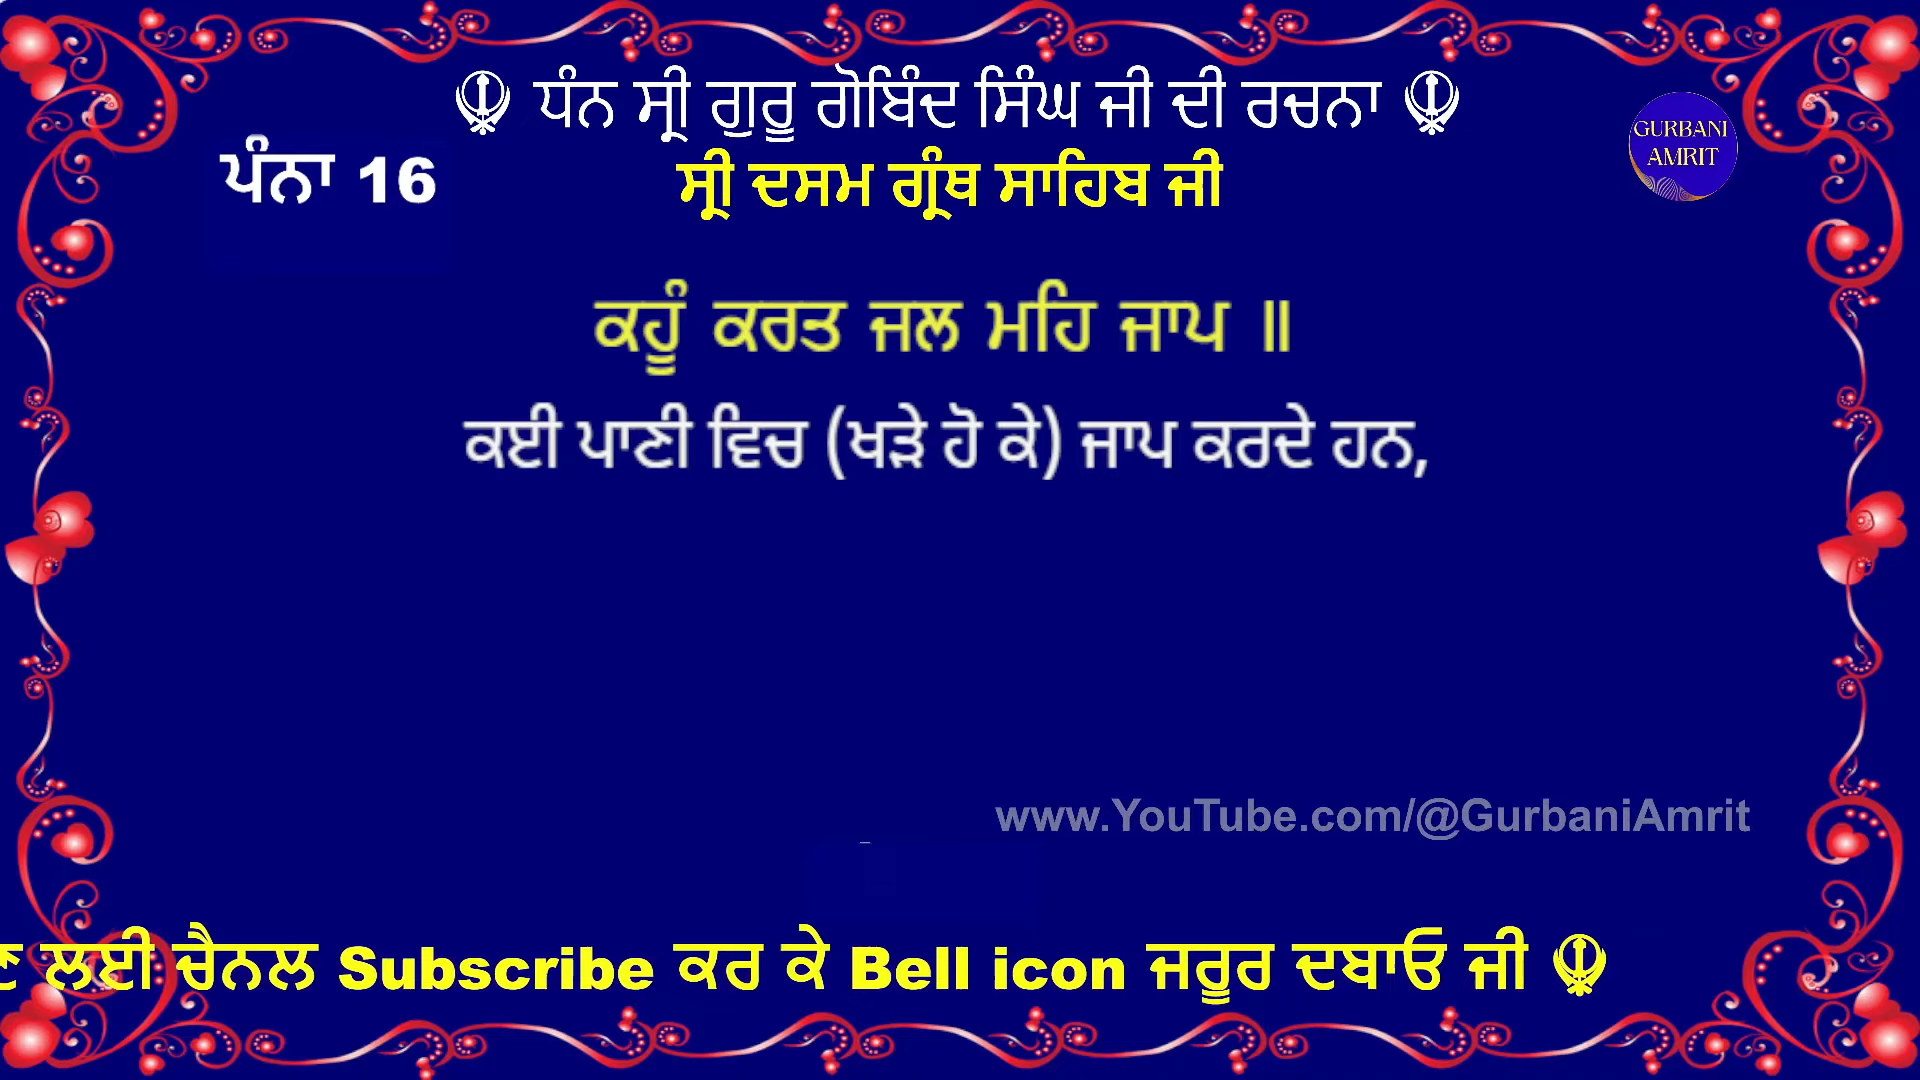 ☬ ਧੰਨ ਸ੍ਰੀ ਗੁਰੂ ਗੋਬਿੰਦ ਸਿੰਘ ਜੀ ਦੀ ਰਚਨਾ ☬
GURBANI
AMRIT
ਪੰਨਾ 16
ਸ੍ਰੀ ਦਸਮ ਗ੍ਰੰਥ ਸਾਹਿਬ ਜੀ
ਕਹੂੰ ਕਰਤ ਜਲ ਮਹਿ ਜਾਪ ॥
ਕਈ ਪਾਣੀ ਵਿਚ (ਖੜੇ ਹੋ ਕੇ) ਜਾਪ ਕਰਦੇ ਹਨ,
www.YouTube.com/@GurbaniAmrit
ਲਈ ਚੈਨਲ Subscribe ਕਰ ਕੇ Bell icon ਜਰੂਰ ਦਬਾਓ ਜੀ ☬